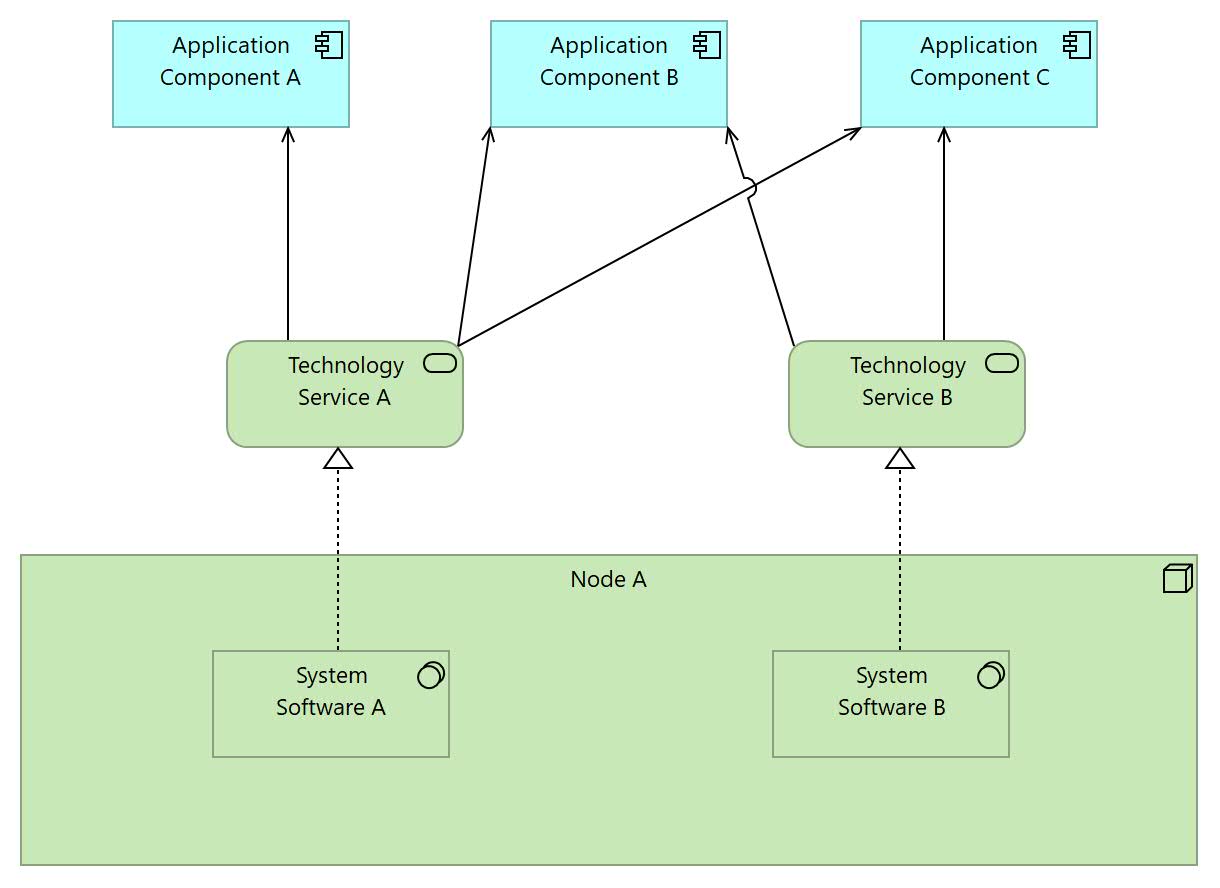 Application
Component A
Application
Component B
Application
Component C
Technology
Service A
Technology
Service B
Node A
System
Software A
System
Software B